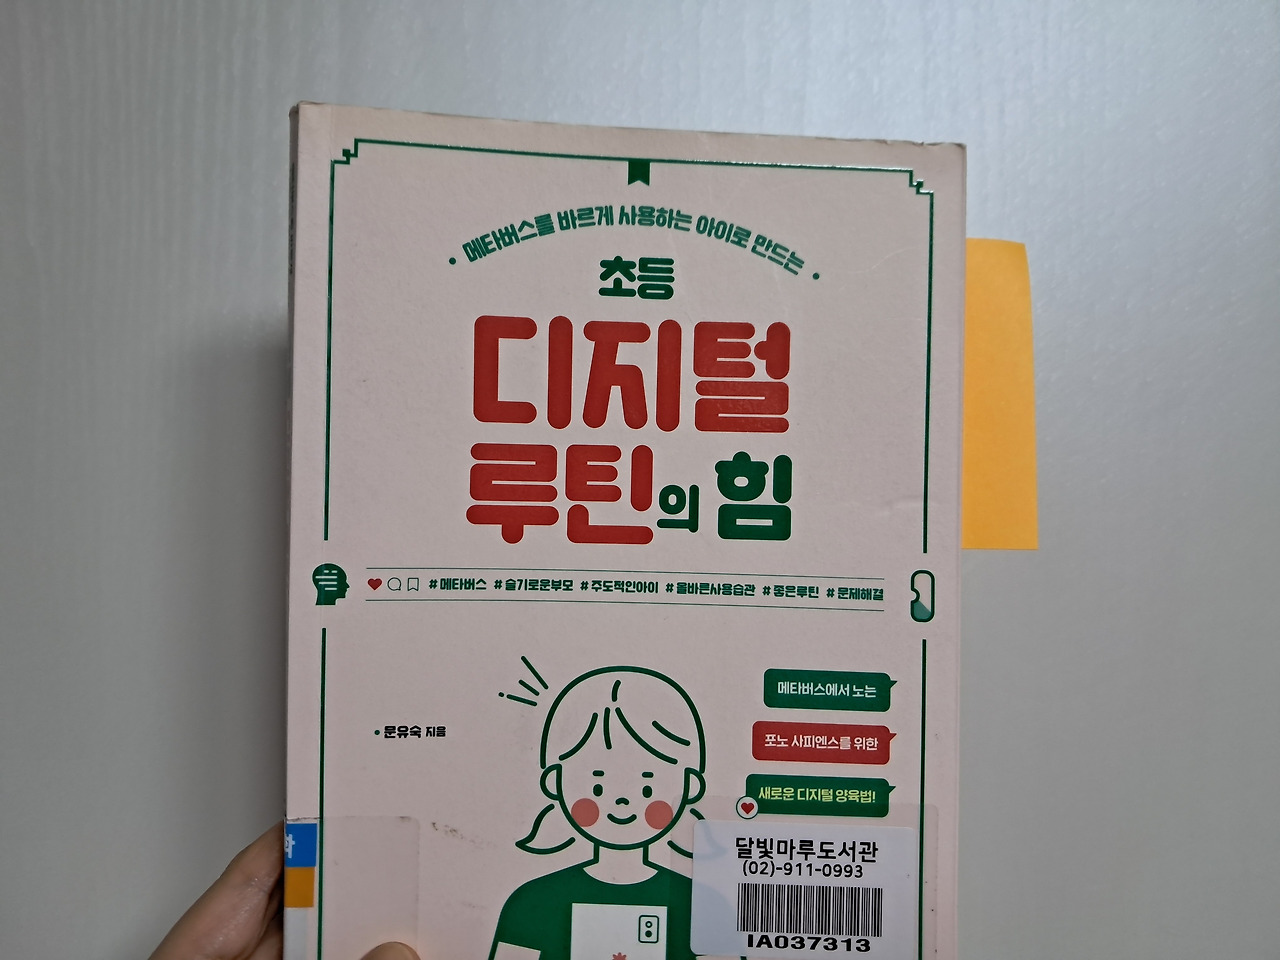 메타버스를 바르게 사용하는 아이로 만드는
초등
디지털
루틴의 힘
#메타버스 #슬기로운부모 #주도적인아이 #올바른사용습관 #좋은루틴 #문제해결
메타버스에서 노는
문유숙 지음
포노 사피엔스를 위한
새로운 디지털 양육법!
달빛마루도서관
(02)-911-0993
IA037313